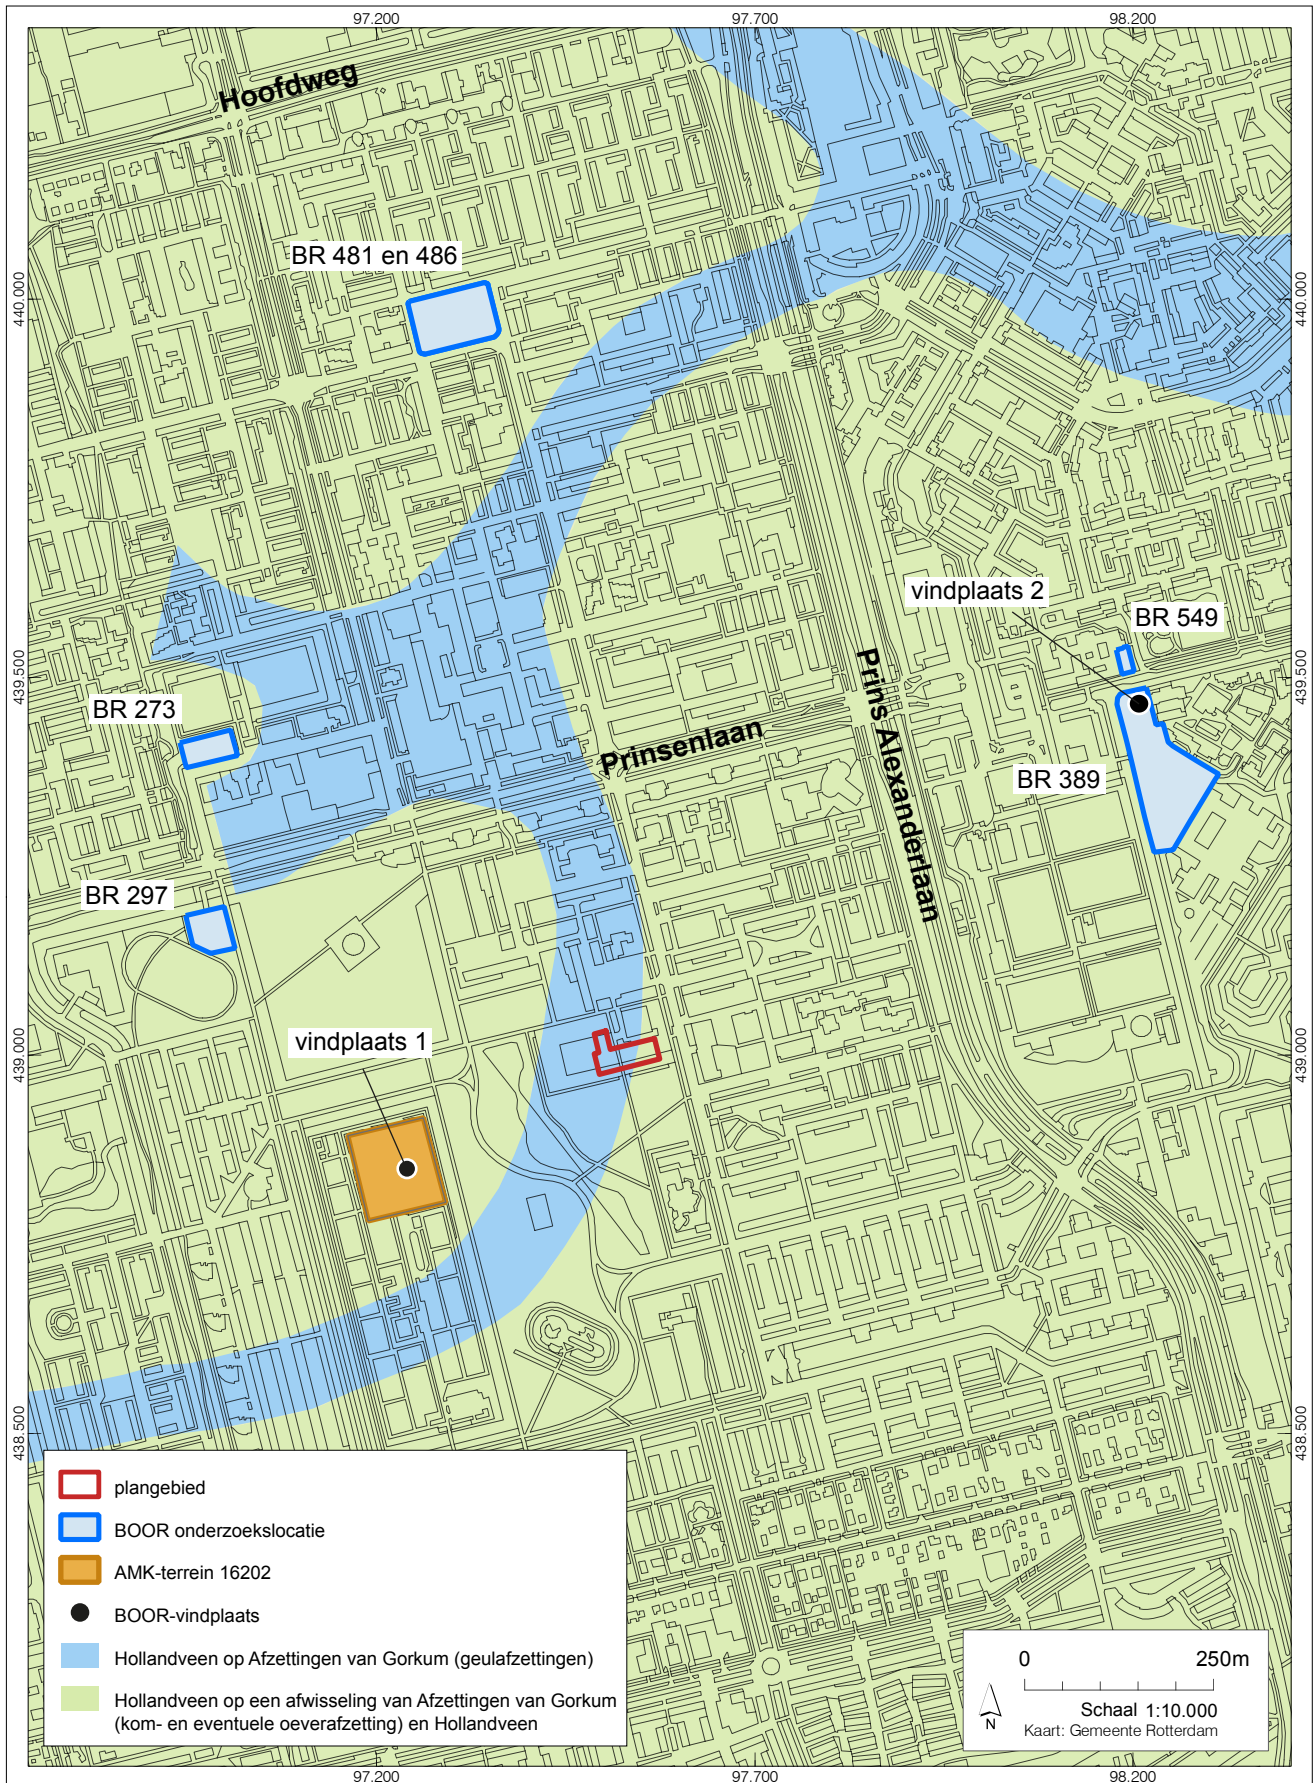 97.200
97.700
98.200
Hoofdweg
BR 481 en 486
440.000
440.000
vindplaats 2
BR 549
439.500
439.500
BR 273
Prinsenlaan
Prins Alexanderlaan
BR 389
BR 297
vindplaats 1
439.000
439.000
438.500
438.500
plangebied
BOOR onderzoekslocatie
AMK-terrein 16202
BOOR-vindplaats
Hollandveen op Afzettingen van Gorkum (geulafzettingen)
Hollandveen op een afwisseling van Afzettingen van Gorkum
(kom- en eventuele oeverafzetting) en Hollandveen
0 250m
N
Schaal 1:10.000
Kaart: Gemeente Rotterdam
97.200
97.700
98.200